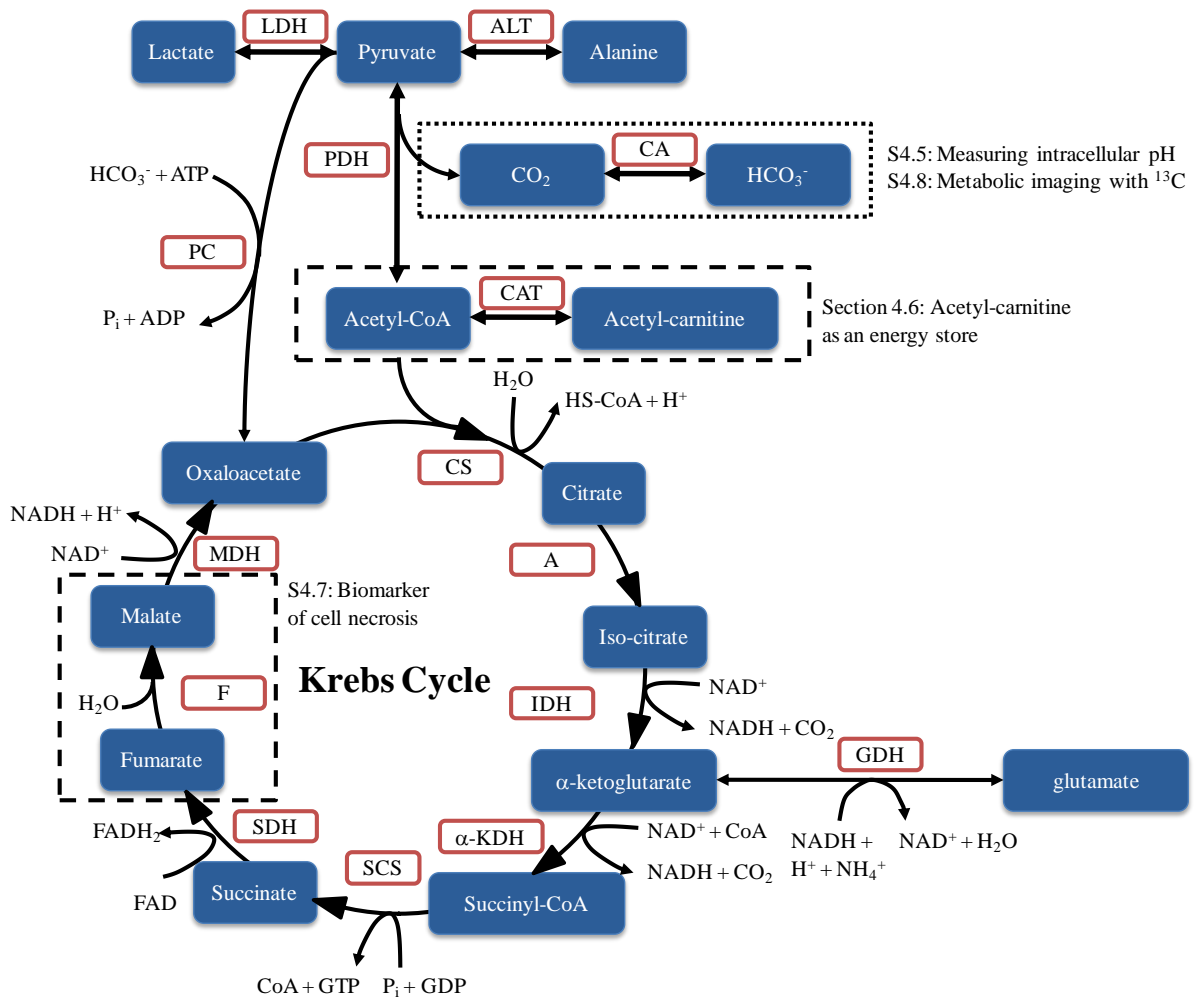 LDH
ALT
Lactate
Pyruvate
Alanine
PDH
CA
CO₂
HCO₃⁻
S4.5: Measuring intracellular pH
S4.8: Metabolic imaging with ¹³C
HCO₃⁻ + ATP
PC
Pᵢ + ADP
CAT
Acetyl-CoA
Acetyl-carnitine
Section 4.6: Acetyl-carnitine
as an energy store
H₂O
HS-CoA + H⁺
Oxaloacetate
CS
Citrate
NADH + H⁺
NAD⁺
MDH
A
S4.7: Biomarker
of cell necrosis
Malate
Iso-citrate
Krebs Cycle
H₂O
F
IDH
NAD⁺
NADH + CO₂
Fumarate
α-ketoglutarate
GDH
glutamate
FADH₂
SDH
α-KDH
NAD⁺ + CoA
NADH + CO₂
NADH +
H⁺ + NH₄⁺
NAD⁺ + H₂O
FAD
Succinate
SCS
Succinyl-CoA
CoA + GTP
Pᵢ + GDP